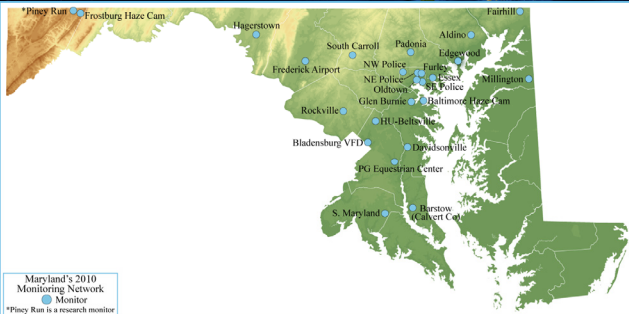 *Piney Run
Frostburg Haze Cam
Fairhill
Hagerstown
Aldino
South Carroll
Padonia
Edgewood
Frederick Airport
NW Police
Furley
NE Police
Essex
Millington
Oldtown
SE Police
Glen Burnie
Baltimore Haze Cam
Rockville
HU-Beltsville
Bladensburg VFD
Davidsonville
PG Equestrian Center
S. Maryland
Barstow
(Calvert Co)
Maryland's 2010
Monitoring Network
Monitor
*Piney Run is a research monitor